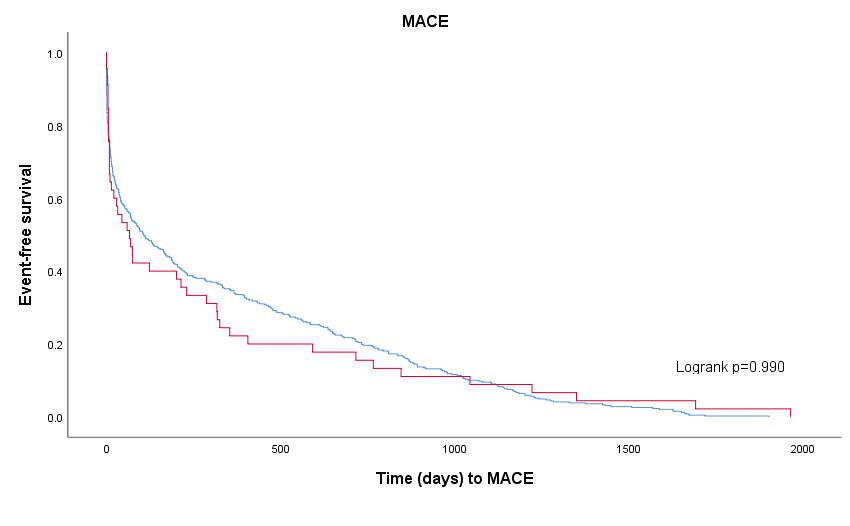 MACE
1.0
0.8
0.6
0.4
0.2
0.0
Event-free survival
Logrank p=0.990
0 500 1000 1500 2000
Time (days) to MACE